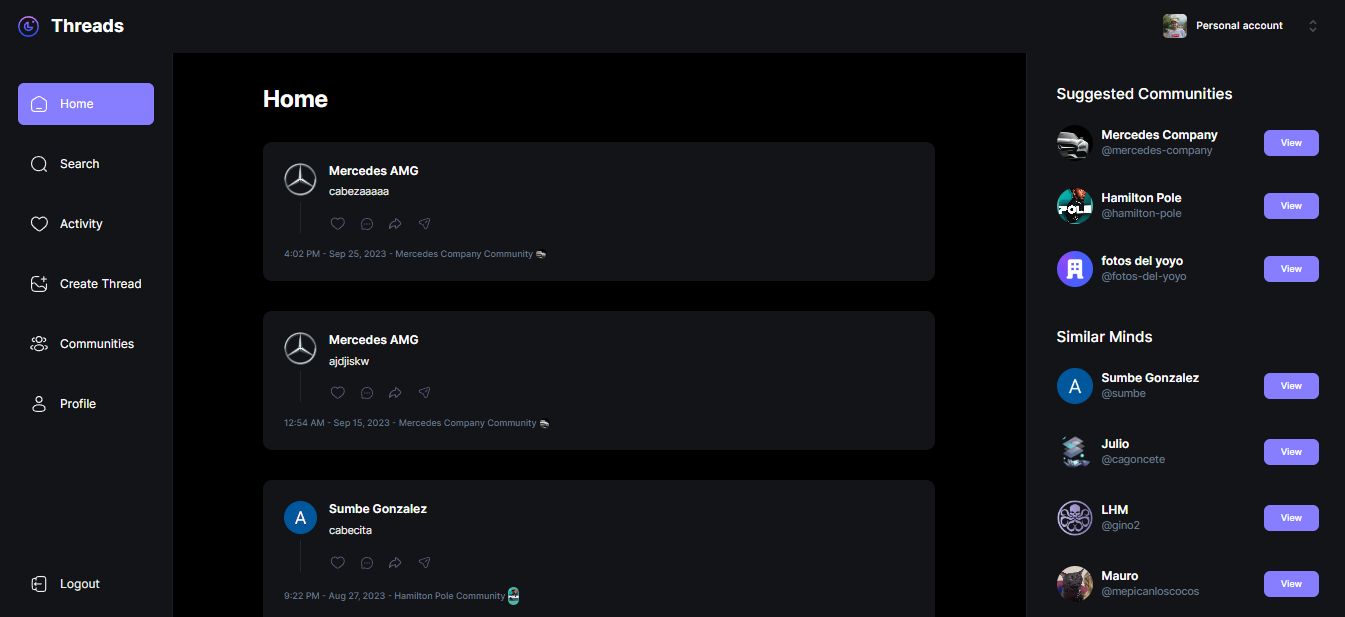 Threads
Personal account
Home
Search
Activity
Create Thread
Communities
Profile
Logout
Home
Mercedes AMG
cabezaaaaa
4:02 PM - Sep 25, 2023 - Mercedes Company Community
Mercedes AMG
ajdjiskw
12:54 AM - Sep 15, 2023 - Mercedes Company Community
A
Sumbe Gonzalez
cabecita
9:22 PM - Aug 27, 2023 - Hamilton Pole Community
Suggested Communities
Mercedes Company
@mercedes-company
View
POLE
Hamilton Pole
@hamilton-pole
View
fotos del yoyo
@fotos-del-yoyo
View
Similar Minds
A
Sumbe Gonzalez
@sumbe
View
Julio
@cagoncete
View
LHM
@gino2
View
Mauro
@mepicanloscocos
View